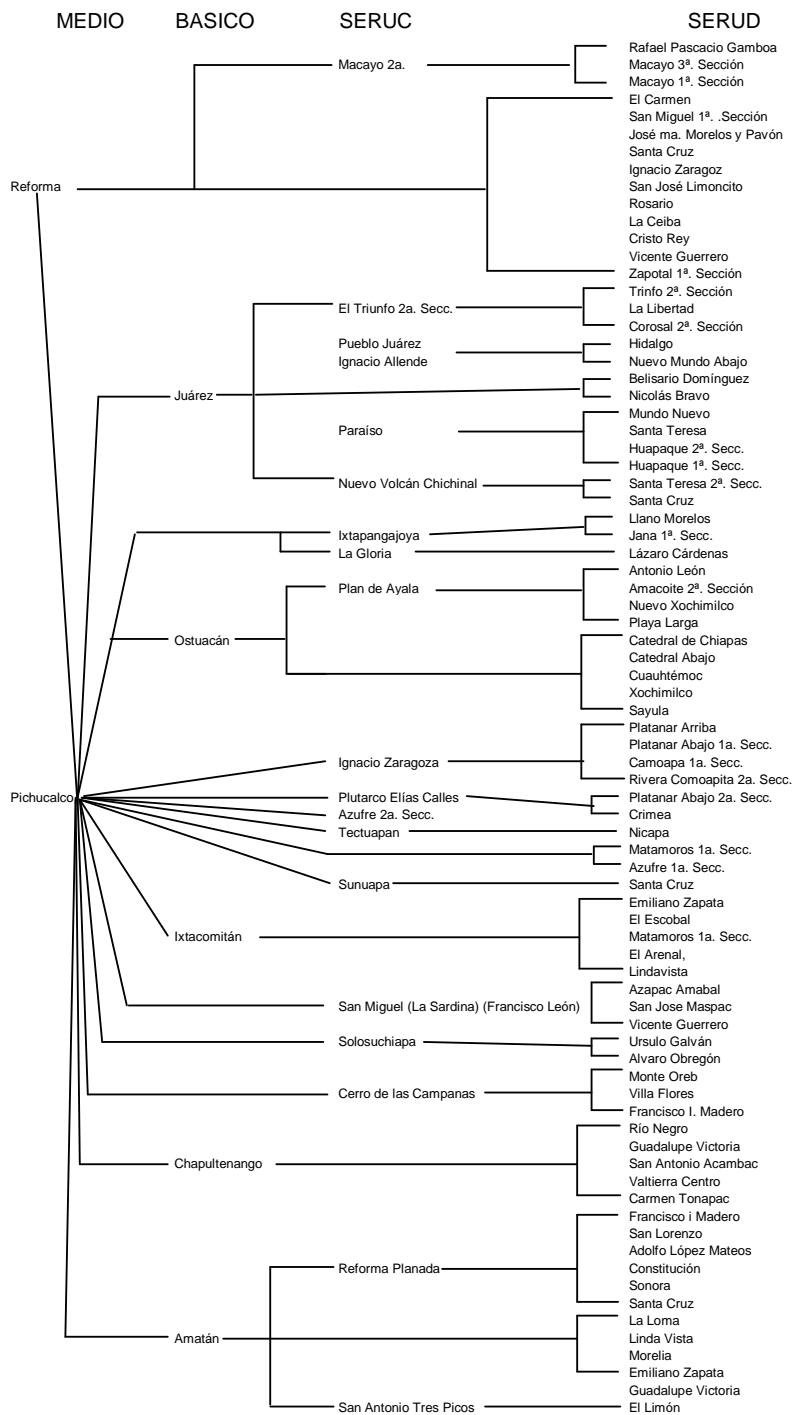 MEDIO BASICO SERUC SERUD
Rafael Pascacio Gamboa
Macayo 2a. Macayo 3ª. Sección
Macayo 1ª. Sección
El Carmen
San Miguel 1ª. .Sección
José ma. Morelos y Pavón
Santa Cruz
Ignacio Zaragoz
Reforma San José Limoncito
Rosario
La Ceiba
Cristo Rey
Vicente Guerrero
Zapotal 1ª. Sección
Trinfo 2ª. Sección
El Triunfo 2a. Secc. La Libertad
Corosal 2ª. Sección
Pueblo Juárez Hidalgo
Ignacio Allende Nuevo Mundo Abajo
Belisario Domínguez
Juárez Nicolás Bravo
Mundo Nuevo
Paraíso Santa Teresa
Huapaque 2ª. Secc.
Huapaque 1ª. Secc.
Nuevo Volcán Chichinal Santa Teresa 2ª. Secc.
Santa Cruz
Llano Morelos
Ixtapangajoya Jana 1ª. Secc.
La Gloria Lázaro Cárdenas
Antonio León
Plan de Ayala Amacoite 2ª. Sección
Nuevo Xochimilco
Playa Larga
Ostuacán Catedral de Chiapas
Catedral Abajo
Cuauhtémoc
Xochimilco
Sayula
Platanar Arriba
Platanar Abajo 1a. Secc.
Ignacio Zaragoza Camoapa 1a. Secc.
Rivera Comoapita 2a. Secc.
Pichucalco Plutarco Elías Calles Platanar Abajo 2a. Secc.
Azufre 2a. Secc. Crimea
Tectuapan Nicapa
Matamoros 1a. Secc.
Azufre 1a. Secc.
Sunuapa Santa Cruz
Emiliano Zapata
El Escobal
Ixtacomitán Matamoros 1a. Secc.
El Arenal,
Lindavista
Azapac Amabal
San Miguel (La Sardina) (Francisco León) San Jose Maspac
Vicente Guerrero
Solosuchiapa Ursulo Galván
Alvaro Obregón
Monte Oreb
Cerro de las Campanas Villa Flores
Francisco I. Madero
Río Negro
Guadalupe Victoria
Chapultenango San Antonio Acambac
Valtierra Centro
Carmen Tonapac
Francisco i Madero
San Lorenzo
Adolfo López Mateos
Reforma Planada Constitución
Sonora
Santa Cruz
La Loma
Amatán Linda Vista
Morelia
Emiliano Zapata
Guadalupe Victoria
San Antonio Tres Picos El Limón